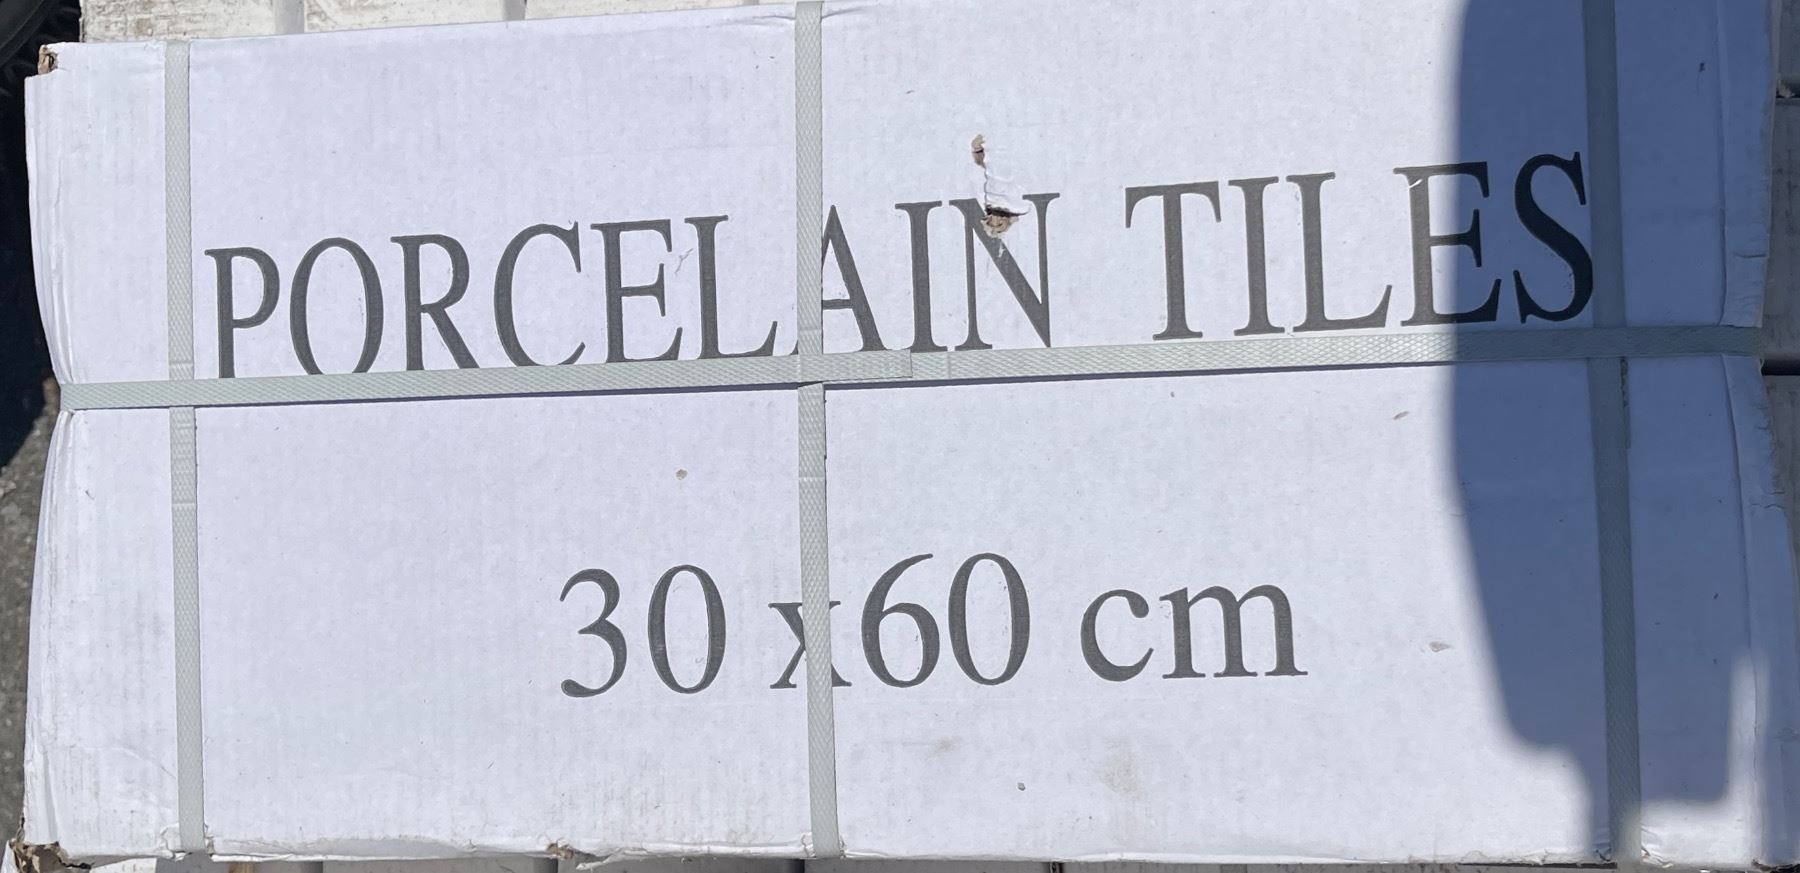 PORCELAIN TILES
30 x 60 cm